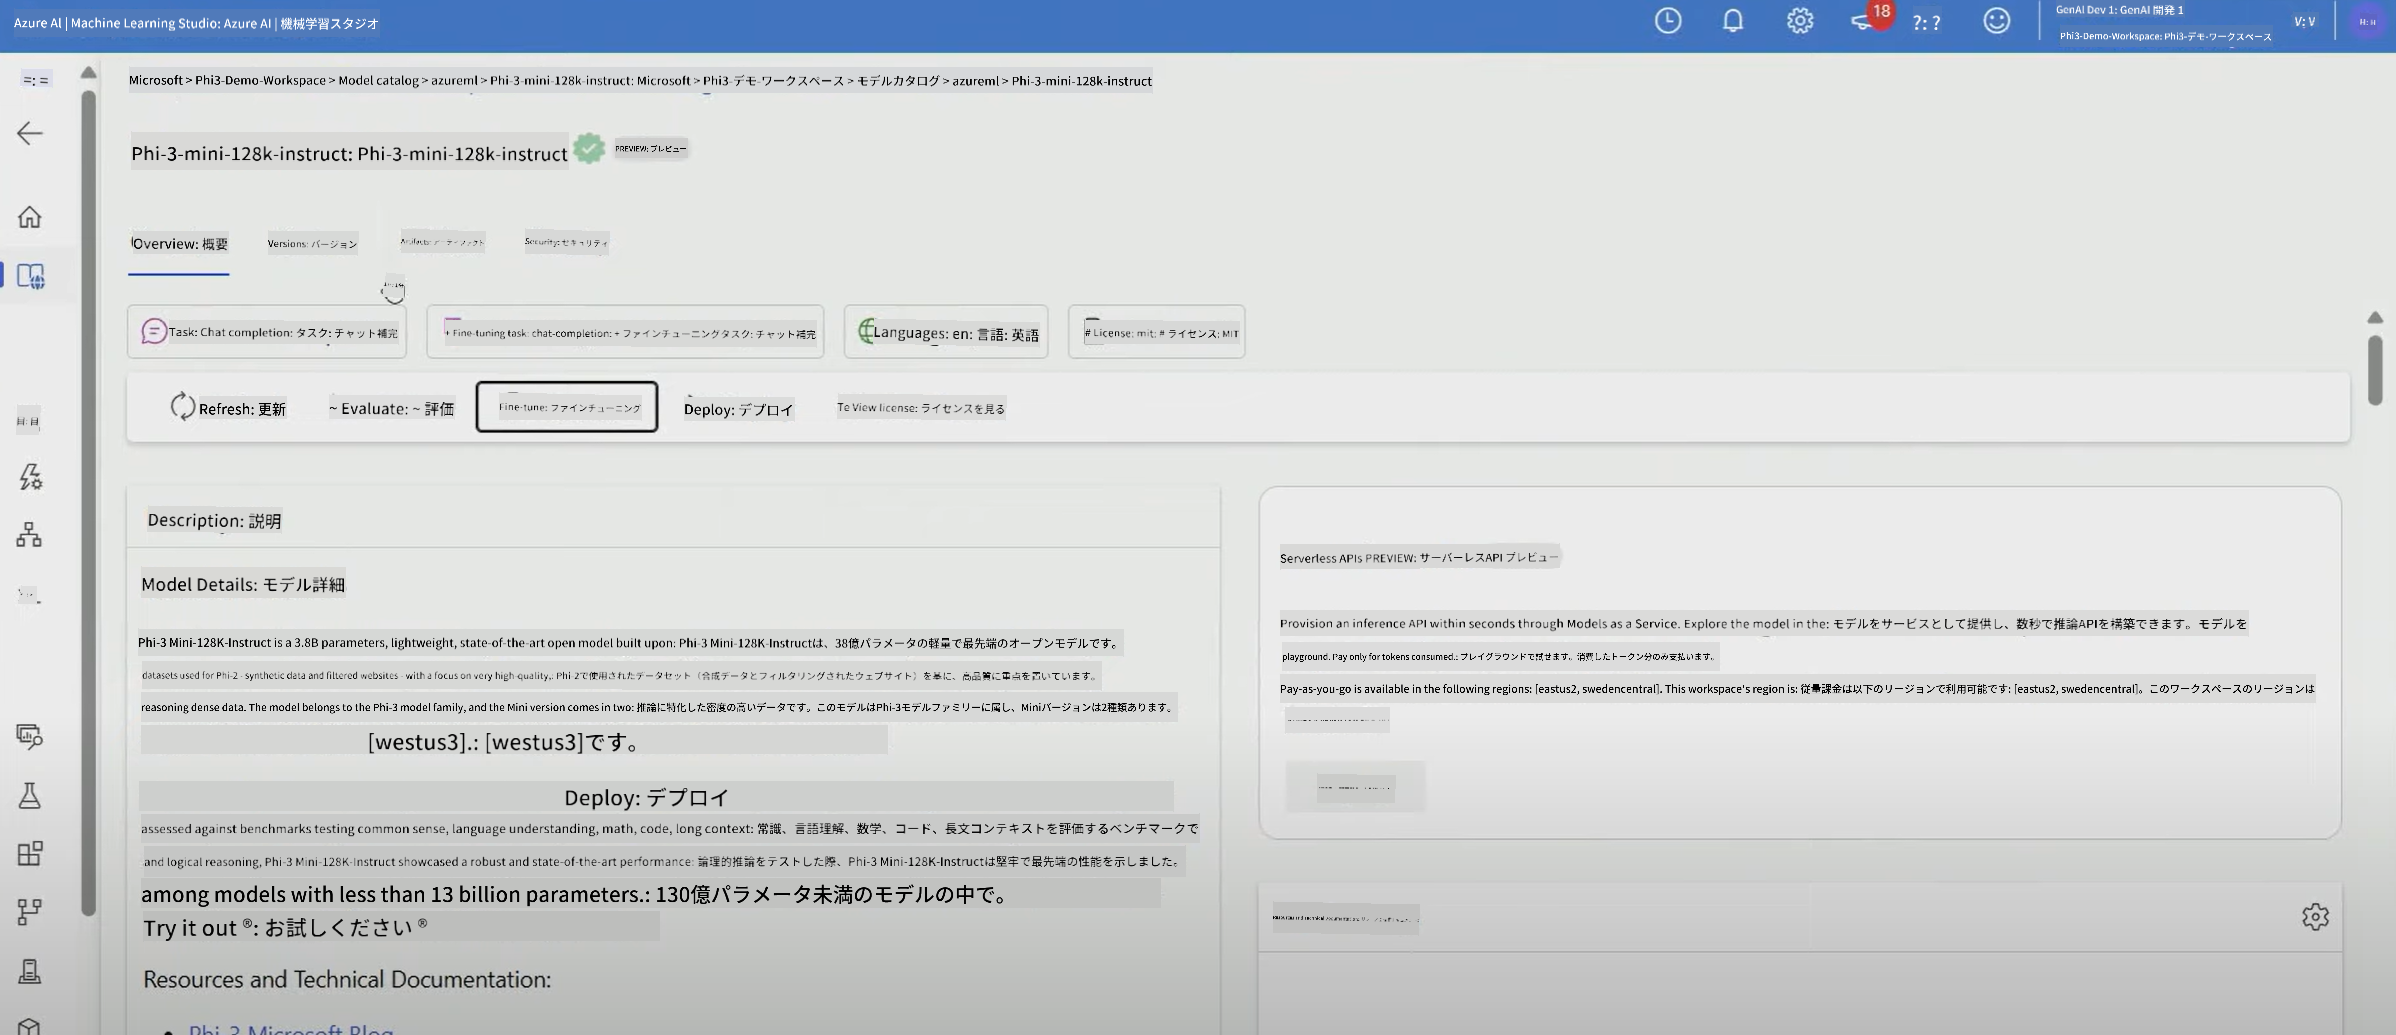 Azure AI | Machine Learning Studio: Azure AI | 機械学習スタジオ
18
?: ?
GenAI Dev 1: GenAI 開発 1
Phi3-Demo-Workspace: Phi3-デモ-ワークスペース
V: V
Microsoft > Phi3-Demo-Workspace > Model catalog > azureml > Phi-3-mini-128k-instruct: Microsoft > Phi3-デモ-ワークスペース > モデルカタログ > azureml > Phi-3-mini-128k-instruct
Phi-3-mini-128k-instruct: Phi-3-mini-128k-instruct
PREVIEW: プレビュー
Overview: 概要
Versions: バージョン
Artifacts: アーティファクト
Security: セキュリティ
Task: Chat completion: タスク: チャット補完
+ Fine-tuning task: chat-completion: + ファインチューニングタスク: チャット補完
Languages: en: 言語: 英語
# License: mit: # ライセンス: MIT
Refresh: 更新
~ Evaluate: ~ 評価
Fine-tune: ファインチューニング
Deploy: デプロイ
Te View license: ライセンスを見る
Description: 説明
Model Details: モデル詳細
Phi-3 Mini-128K-Instruct is a 3.8B parameters, lightweight, state-of-the-art open model built upon: Phi-3 Mini-128K-Instructは、38億パラメータの軽量で最先端のオープンモデルです。
datasets used for Phi-2 - synthetic data and filtered websites - with a focus on very high-quality,: Phi-2で使用されたデータセット（合成データとフィルタリングされたウェブサイト）を基に、高品質に重点を置いています。
reasoning dense data. The model belongs to the Phi-3 model family, and the Mini version comes in two: 推論に特化した密度の高いデータです。このモデルはPhi-3モデルファミリーに属し、Miniバージョンは2種類あります。
[westus3].: [westus3]です。
Deploy: デプロイ
assessed against benchmarks testing common sense, language understanding, math, code, long context: 常識、言語理解、数学、コード、長文コンテキストを評価するベンチマークで
and logical reasoning, Phi-3 Mini-128K-Instruct showcased a robust and state-of-the-art performance: 論理的推論をテストした際、Phi-3 Mini-128K-Instructは堅牢で最先端の性能を示しました。
among models with less than 13 billion parameters.: 130億パラメータ未満のモデルの中で。
Try it out ®: お試しください ®
Resources and Technical Documentation:
Phi-3 Microsoft Blog
Serverless APIs PREVIEW: サーバーレスAPI プレビュー
Provision an inference API within seconds through Models as a Service. Explore the model in the: モデルをサービスとして提供し、数秒で推論APIを構築できます。モデルを
playground. Pay only for tokens consumed.: プレイグラウンドで試せます。消費したトークン分のみ支払います。
Pay-as-you-go is available in the following regions: [eastus2, swedencentral]. This workspace's region is: 従量課金は以下のリージョンで利用可能です: [eastus2, swedencentral]。このワークスペースのリージョンは